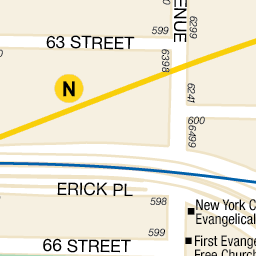 ENUE
6299
63 STREET
599
6398
N
6241
600
6499
ERICK PL
598
New York C
Evangelical
599
66 STREET
First Evange
Free Church